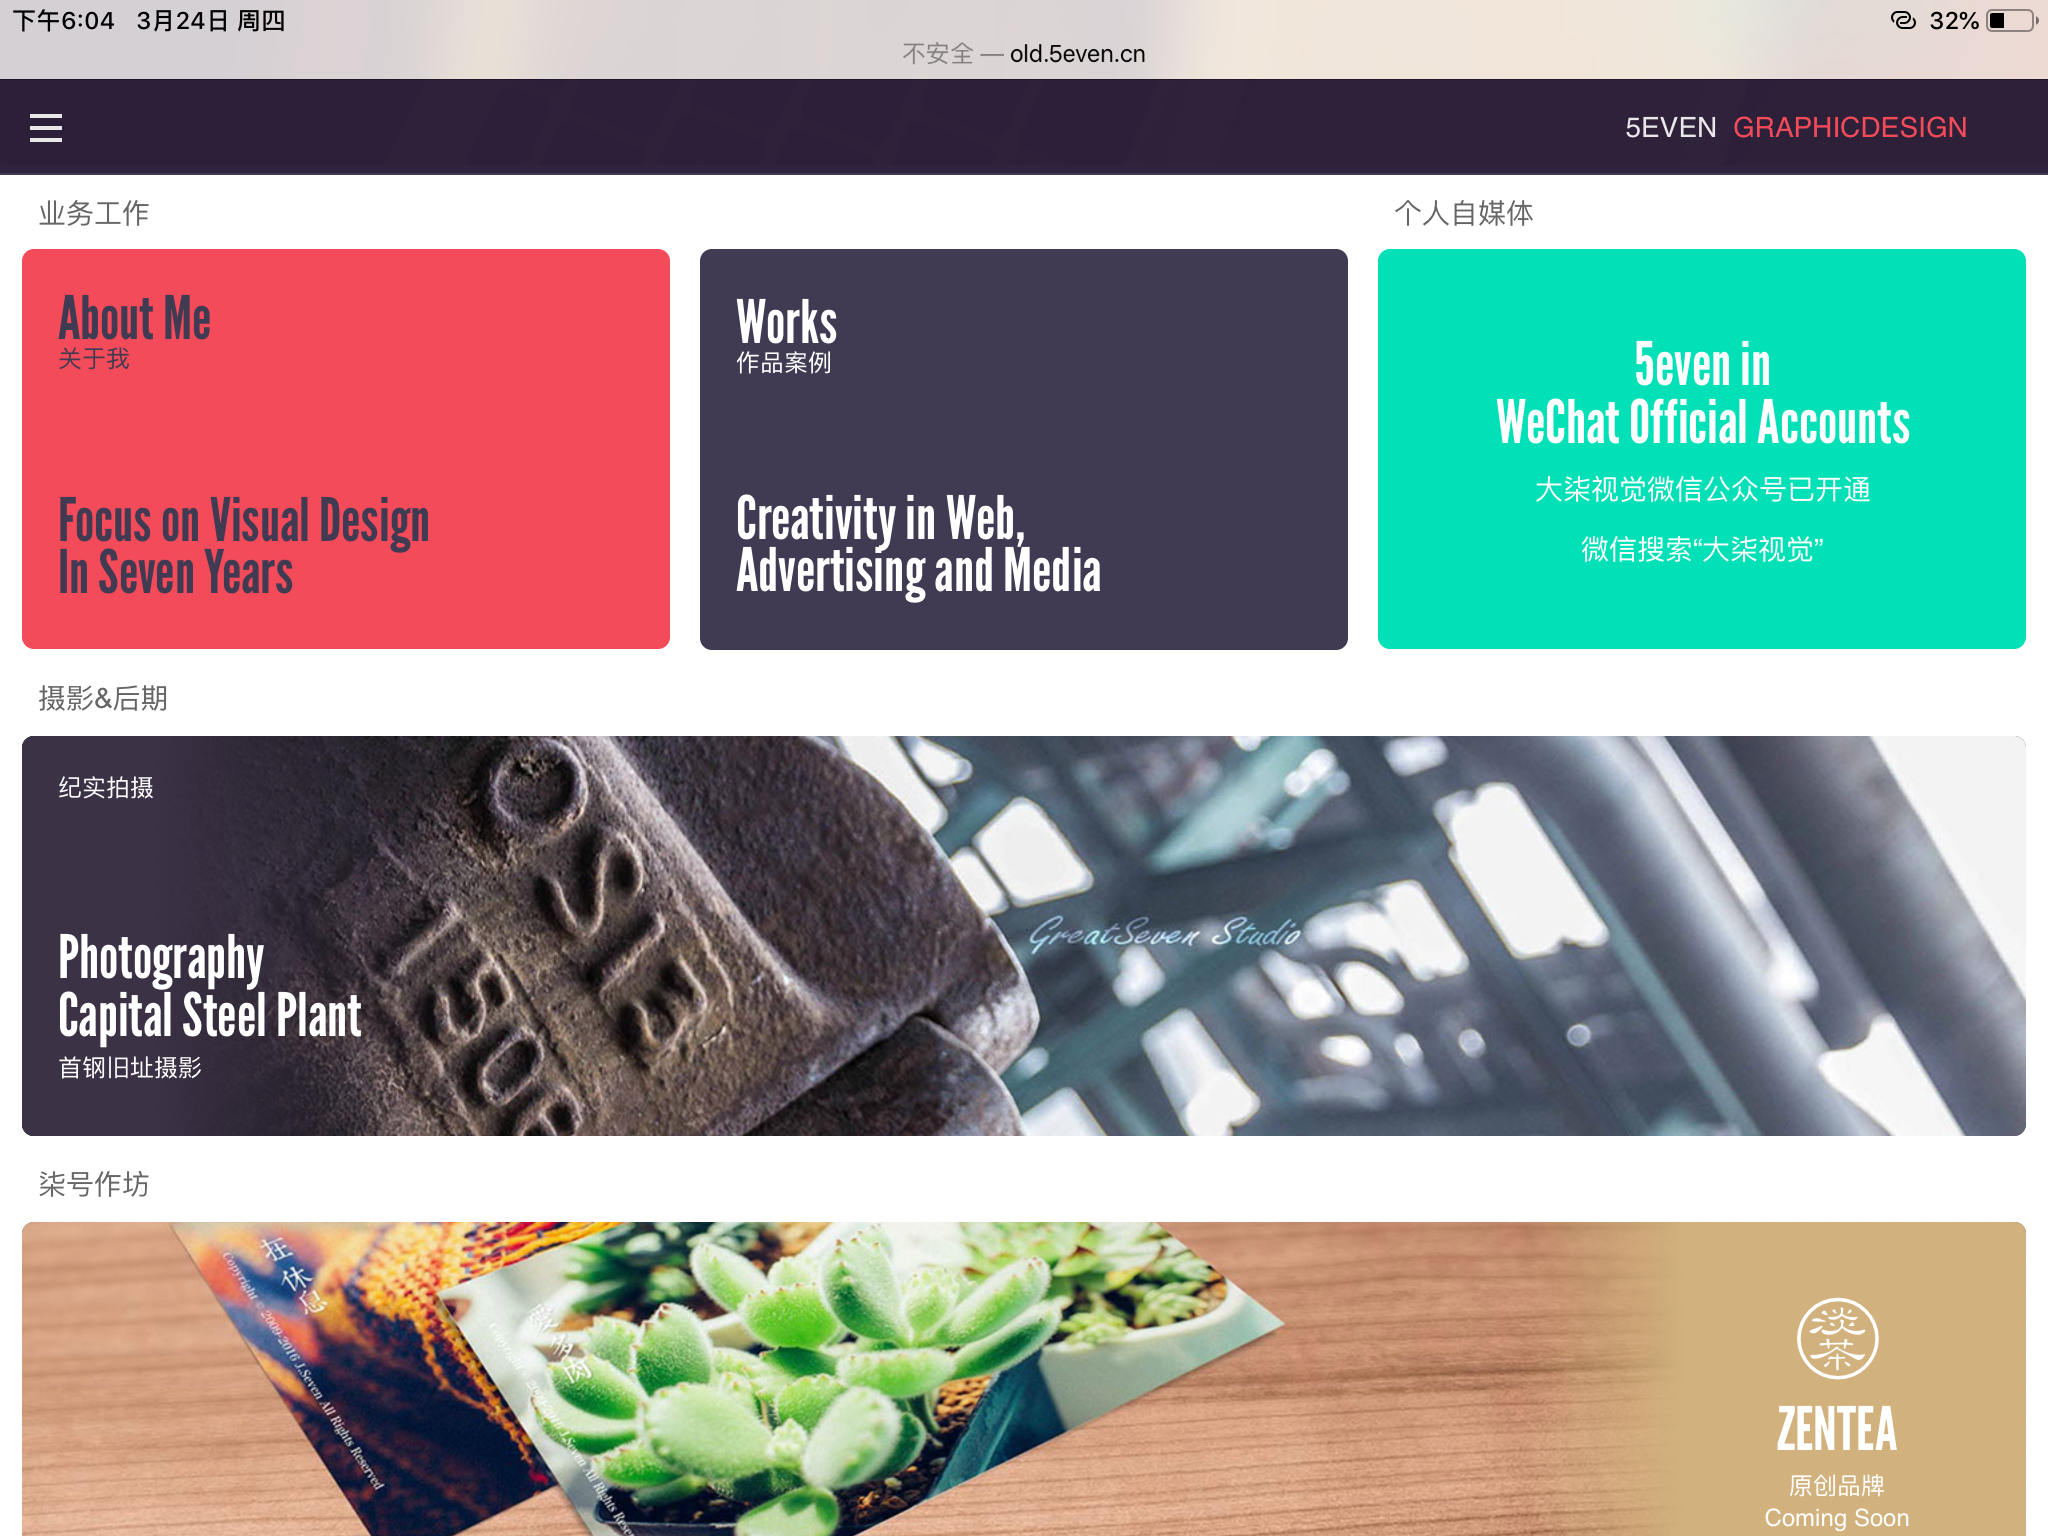 下午6:04 3月24日 周四
32%
不安全 — old.5even.cn
5EVEN GRAPHICDESIGN
业务工作
个人自媒体
About Me
关于我
Focus on Visual Design
In Seven Years
Works
作品案例
Creativity in Web,
Advertising and Media
5even in
WeChat Official Accounts
大柒视觉微信公众号已开通
微信搜索“大柒视觉”
摄影&后期
纪实拍摄
Photography
Capital Steel Plant
首钢旧址摄影
GreatSeven Studio
柒号作坊
在休息
Copyright © 2009-2016 J.Seven All Rights Reserved
多肉
J.Seven All Rights
淡茶
ZENTEA
原创品牌
Coming Soon